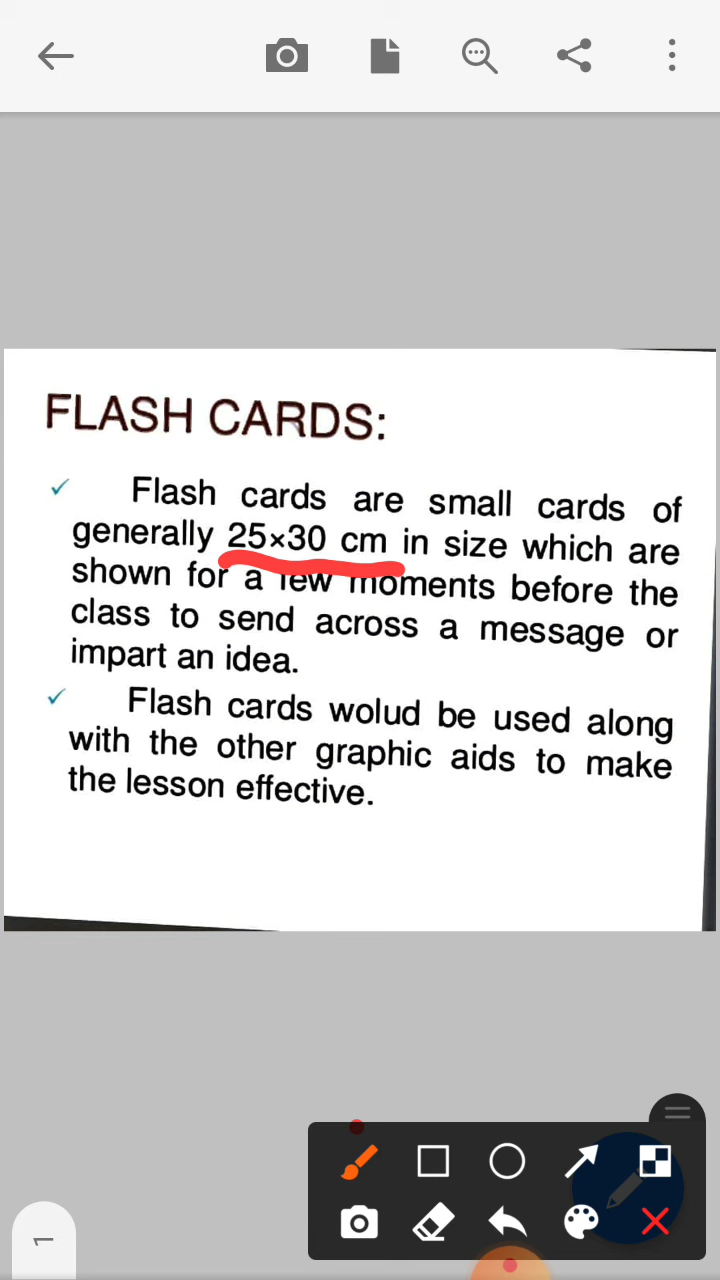 FLASH CARDS:
✓ Flash cards are small cards of
generally 25×30 cm in size which are
shown for a few moments before the
class to send across a message or
impart an idea.
✓ Flash cards wolud be used along
with the other graphic aids to make
the lesson effective.
1